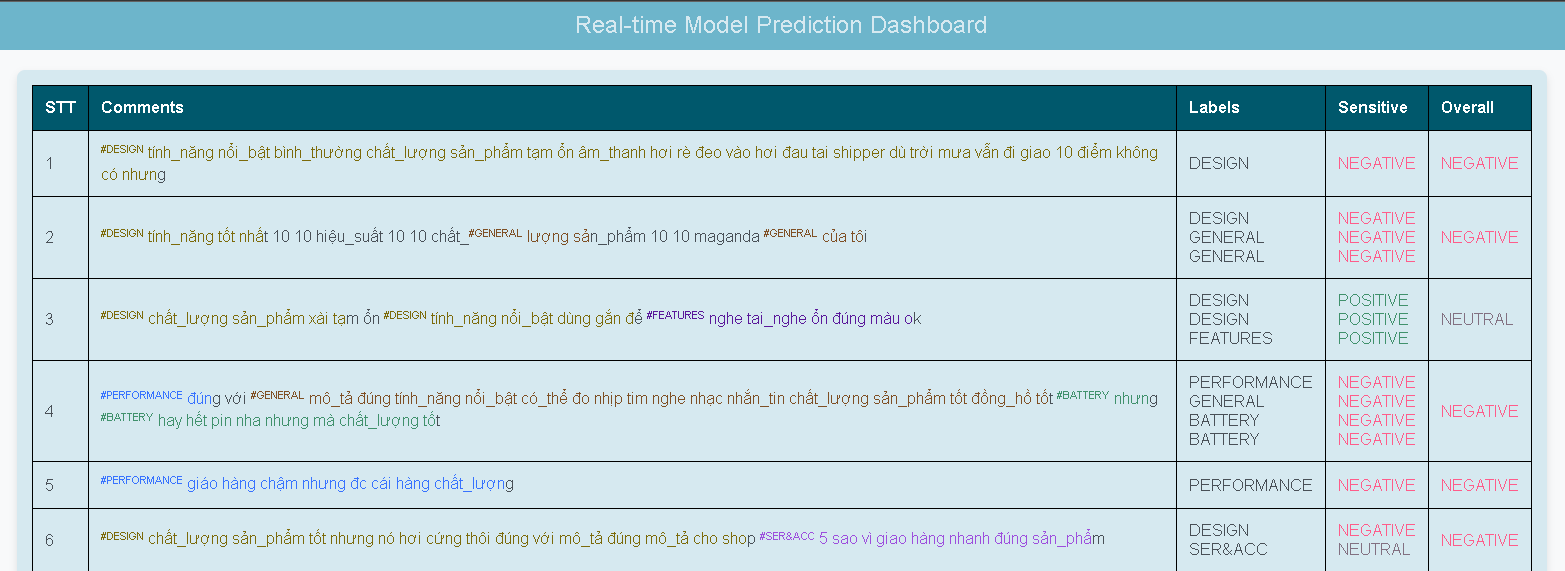 Real-time Model Prediction Dashboard
STT Comments Labels Sensitive Overall
1 #DESIGN tính_năng nổi_bật bình_thường chất_lượng sản_phẩm tạm ổn âm_thanh hơi rè đeo vào hơi đau tai shipper dù trời mưa vẫn đi giao 10 điểm không
có nhưng
DESIGN NEGATIVE NEGATIVE
2 #DESIGN tính_năng tốt nhất 10 10 hiệu_suất 10 10 chất_#GENERAL lượng sản_phẩm 10 10 maganda #GENERAL của tôi
DESIGN NEGATIVE
GENERAL NEGATIVE NEGATIVE
GENERAL NEGATIVE
3 #DESIGN chất_lượng sản_phẩm xài tạm ổn #DESIGN tính_năng nổi_bật dùng gắn để #FEATURES nghe tai_nghe ổn đúng màu ok
DESIGN POSITIVE
DESIGN POSITIVE NEUTRAL
FEATURES POSITIVE
4 #PERFORMANCE đúng với #GENERAL mô_tả đúng tính_năng nổi_bật có_thể đo nhịp tim nghe nhạc nhắn_tin chất_lượng sản_phẩm tốt đồng_hồ tốt #BATTERY nhưng
#BATTERY hay hết pin nha nhưng mà chất_lượng tốt
PERFORMANCE NEGATIVE
GENERAL NEGATIVE NEGATIVE
BATTERY NEGATIVE
BATTERY NEGATIVE
5 #PERFORMANCE giáo hàng chậm nhưng đc cái hàng chất_lượng
PERFORMANCE NEGATIVE NEGATIVE
6 #DESIGN chất_lượng sản_phẩm tốt nhưng nó hơi cứng thôi đúng với mô_tả đúng mô_tả cho shop #SER&ACC 5 sao vì giao hàng nhanh đúng sản_phẩm
DESIGN NEGATIVE NEGATIVE
SER&ACC NEUTRAL